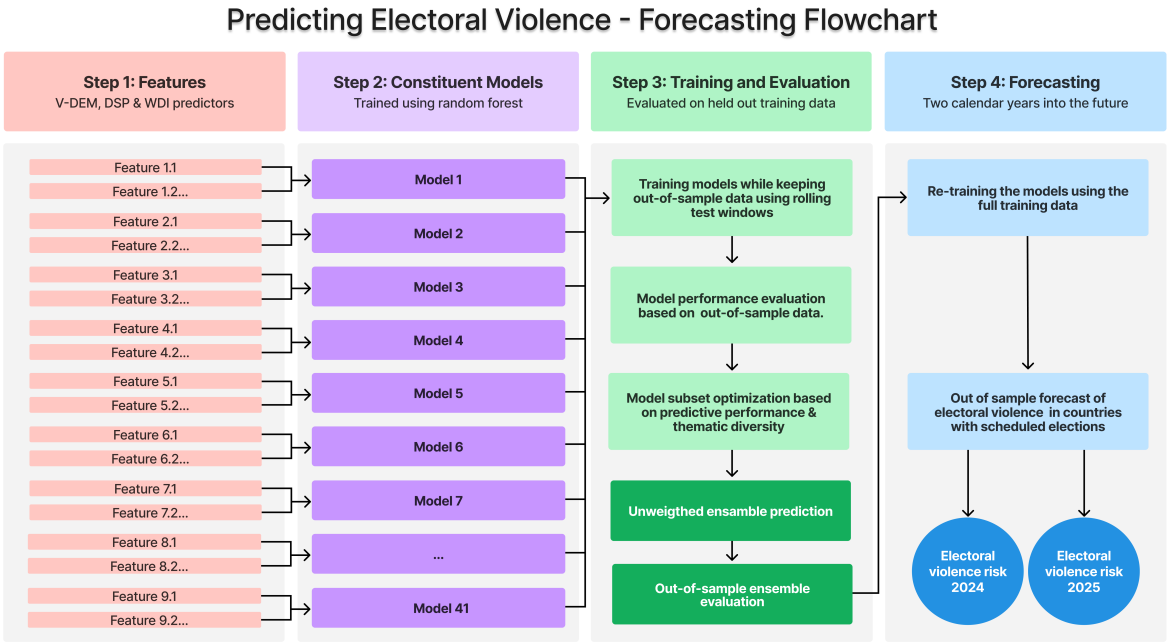 Predicting Electoral Violence - Forecasting Flowchart
Step 1: Features
V-DEM, DSP & WDI predictors
Step 2: Constituent Models
Trained using random forest
Step 3: Training and Evaluation
Evaluated on held out training data
Step 4: Forecasting
Two calendar years into the future
Feature 1.1
Feature 1.2...
Feature 2.1
Feature 2.2...
Feature 3.1
Feature 3.2...
Feature 4.1
Feature 4.2...
Feature 5.1
Feature 5.2...
Feature 6.1
Feature 6.2...
Feature 7.1
Feature 7.2...
Feature 8.1
Feature 8.2...
Feature 9.1
Feature 9.2...
Model 1
Model 2
Model 3
Model 4
Model 5
Model 6
Model 7
...
Model 41
Training models while keeping
out-of-sample data using rolling
test windows
Model performance evaluation
based on  out-of-sample data.
Model subset optimization based
on predictive performance &
thematic diversity
Unweigthed ensamble prediction
Out-of-sample ensemble
evaluation
Re-training the models using the
full training data
Out of sample forecast of
electoral violence  in countries
with scheduled elections
Electoral
violence risk
2024
Electoral
violence risk
2025